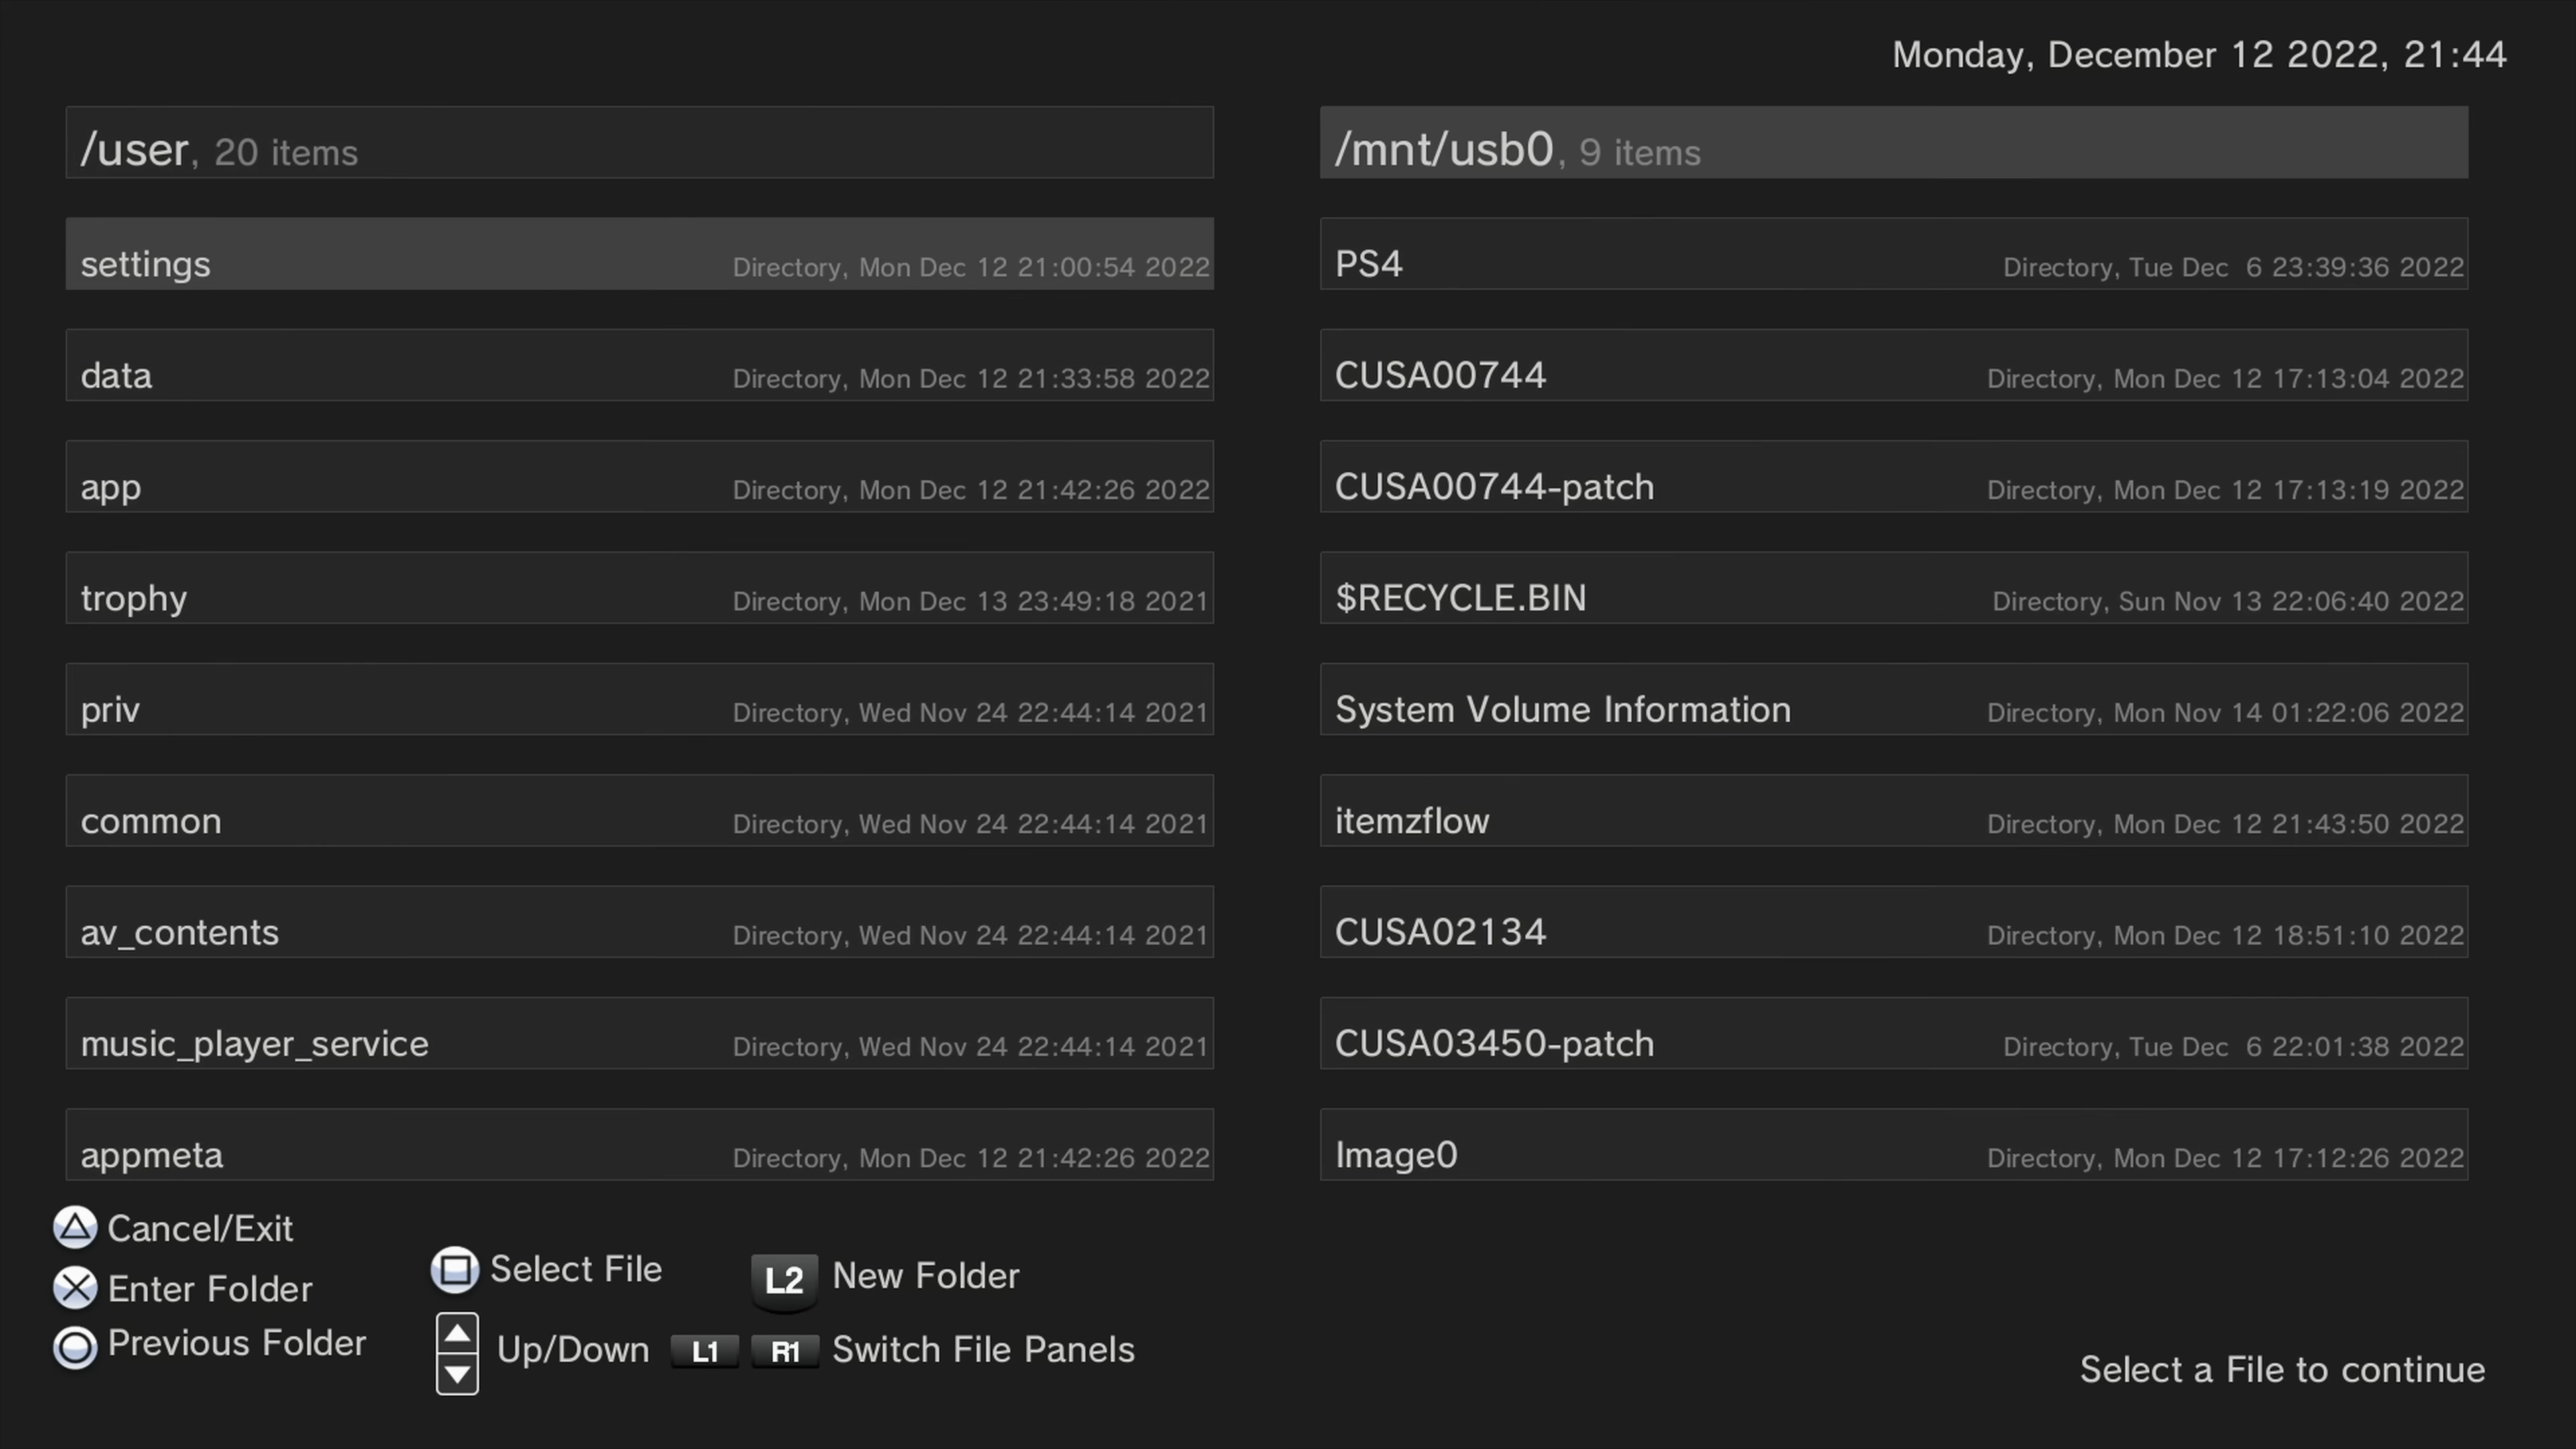 Monday, December 12 2022, 21:44
/user, 20 items
settings Directory, Mon Dec 12 21:00:54 2022
data Directory, Mon Dec 12 21:33:58 2022
app Directory, Mon Dec 12 21:42:26 2022
trophy Directory, Mon Dec 13 23:49:18 2021
priv Directory, Wed Nov 24 22:44:14 2021
common Directory, Wed Nov 24 22:44:14 2021
av_contents Directory, Wed Nov 24 22:44:14 2021
music_player_service Directory, Wed Nov 24 22:44:14 2021
appmeta Directory, Mon Dec 12 21:42:26 2022
/mnt/usb0, 9 items
PS4 Directory, Tue Dec  6 23:39:36 2022
CUSA00744 Directory, Mon Dec 12 17:13:04 2022
CUSA00744-patch Directory, Mon Dec 12 17:13:19 2022
$RECYCLE.BIN Directory, Sun Nov 13 22:06:40 2022
System Volume Information Directory, Mon Nov 14 01:22:06 2022
itemzflow Directory, Mon Dec 12 21:43:50 2022
CUSA02134 Directory, Mon Dec 12 18:51:10 2022
CUSA03450-patch Directory, Tue Dec  6 22:01:38 2022
Image0 Directory, Mon Dec 12 17:12:26 2022
Cancel/Exit
Enter Folder
Previous Folder
Select File
Up/Down
L2 New Folder
L1 R1 Switch File Panels
Select a File to continue